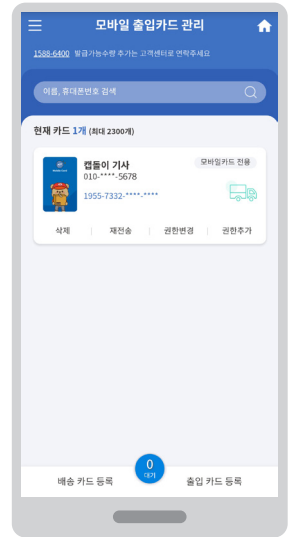 모바일 출입카드 관리
1588-6400 발급가능수량 추가는 고객센터로 연락주세요
이름, 휴대폰번호 검색
현재 카드 1개 (최대 2300개)
캡돌이 기사 모바일카드 전용
010-****-5678
1955-7332-****-****
삭제 재전송 권한변경 권한추가
0
대기
배송 카드 등록 출입 카드 등록